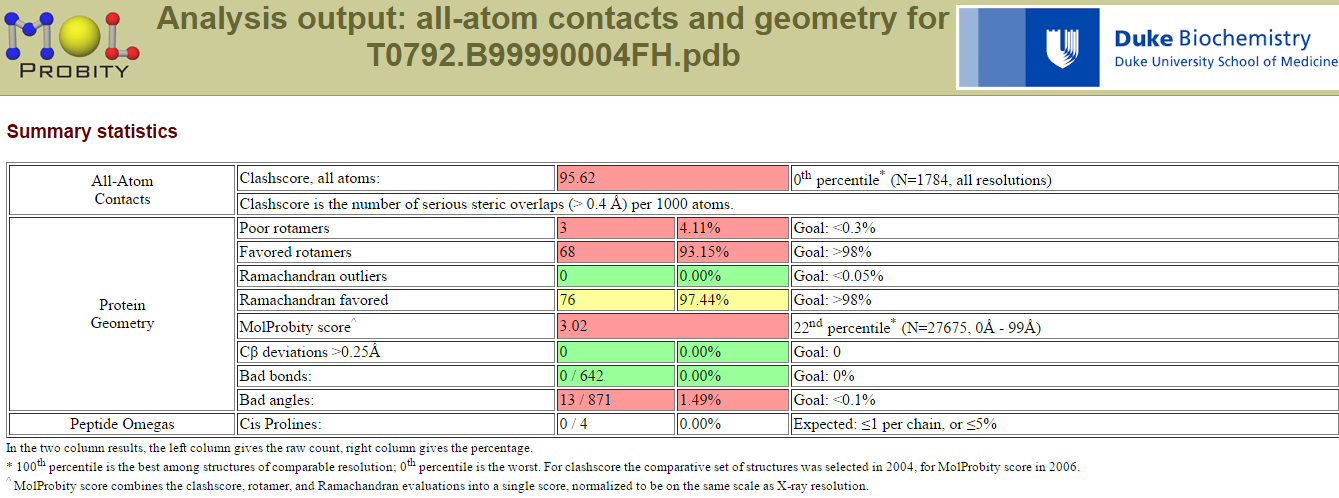 MOL
PROBITY
Analysis output: all-atom contacts and geometry for
T0792.B99990004FH.pdb
Duke Biochemistry
Duke University School of Medicine
Summary statistics
All-Atom
Contacts
Clashscore, all atoms: 95.62 0th percentile* (N=1784, all resolutions)
Clashscore is the number of serious steric overlaps (> 0.4 Å) per 1000 atoms.
Protein
Geometry
Poor rotamers 3 4.11% Goal: <0.3%
Favored rotamers 68 93.15% Goal: >98%
Ramachandran outliers 0 0.00% Goal: <0.05%
Ramachandran favored 76 97.44% Goal: >98%
MolProbity score^ 3.02 22nd percentile* (N=27675, 0Å - 99Å)
Cβ deviations >0.25Å 0 0.00% Goal: 0
Bad bonds: 0 / 642 0.00% Goal: 0%
Bad angles: 13 / 871 1.49% Goal: <0.1%
Peptide Omegas Cis Prolines: 0 / 4 0.00% Expected: ≤1 per chain, or ≤5%
In the two column results, the left column gives the raw count, right column gives the percentage.
* 100th percentile is the best among structures of comparable resolution; 0th percentile is the worst. For clashscore the comparative set of structures was selected in 2004, for MolProbity score in 2006.
^ MolProbity score combines the clashscore, rotamer, and Ramachandran evaluations into a single score, normalized to be on the same scale as X-ray resolution.